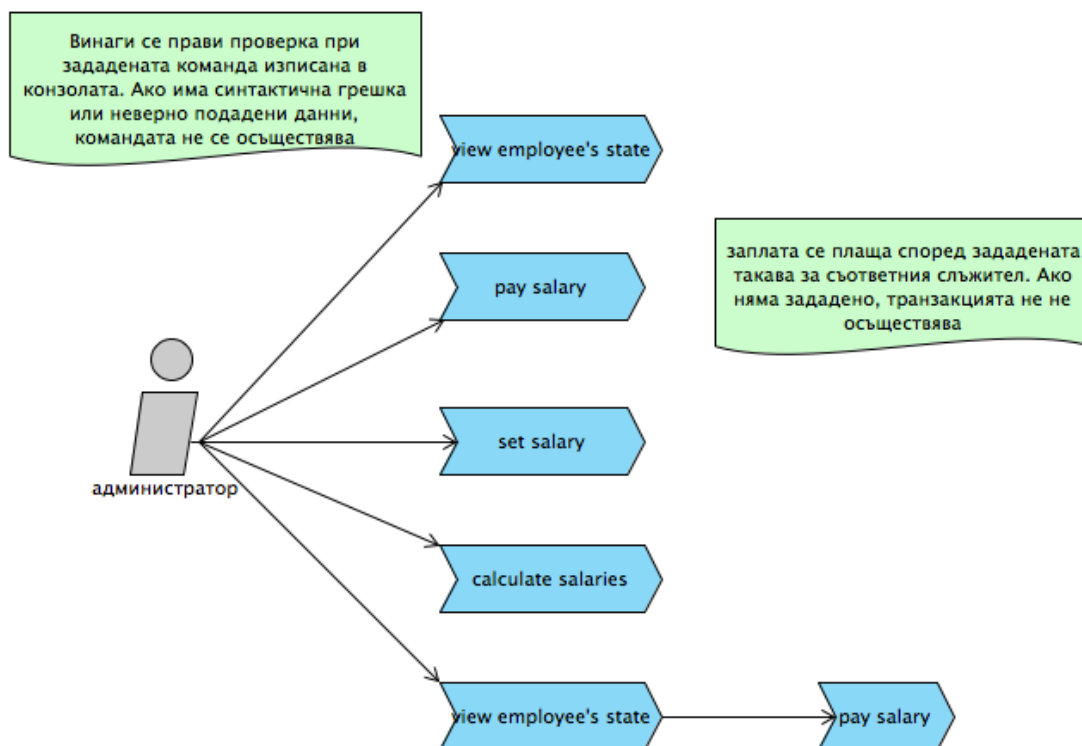 Винаги се прави проверка при
зададената команда изписана в
конзолата. Ако има синтактична грешка
или неверно подадени данни,
командата не се осъществява
view employee's state
заплата се плаща според зададената
такава за съответния слъжител. Ако
няма зададено, транзакцията не не
осъществява
pay salary
set salary
администратор
calculate salaries
view employee's state
pay salary